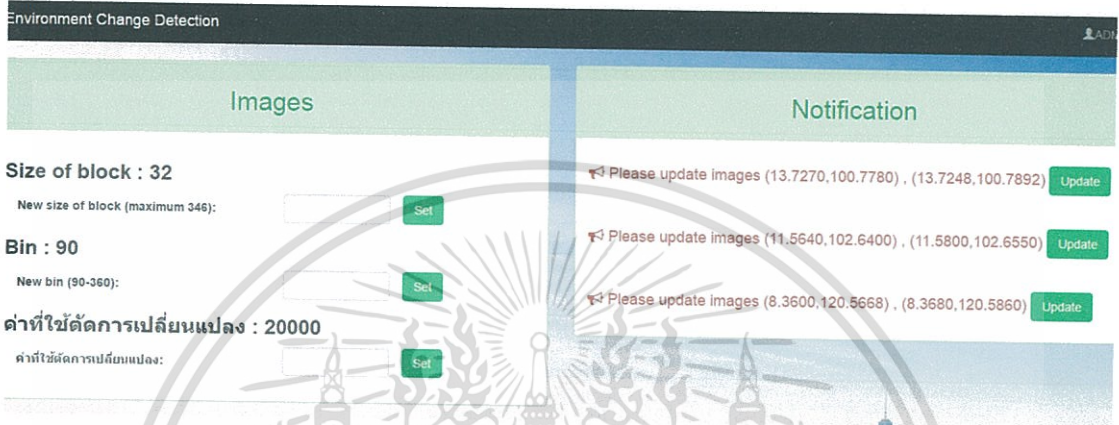 Environment Change Detection
ADM
Images
Size of block : 32
New size of block (maximum 346):
Set
Bin : 90
New bin (90-360):
Set
ค่าที่ใช้ตัดการเปลี่ยนแปลง : 20000
ค่าที่ใช้ตัดการเปลี่ยนแปลง:
Set
Notification
Please update images (13.7270,100.7780) , (13.7248,100.7892) Update
Please update images (11.5640,102.6400) , (11.5800,102.6550) Update
Please update images (8.3600,120.5668) , (8.3680,120.5860) Update